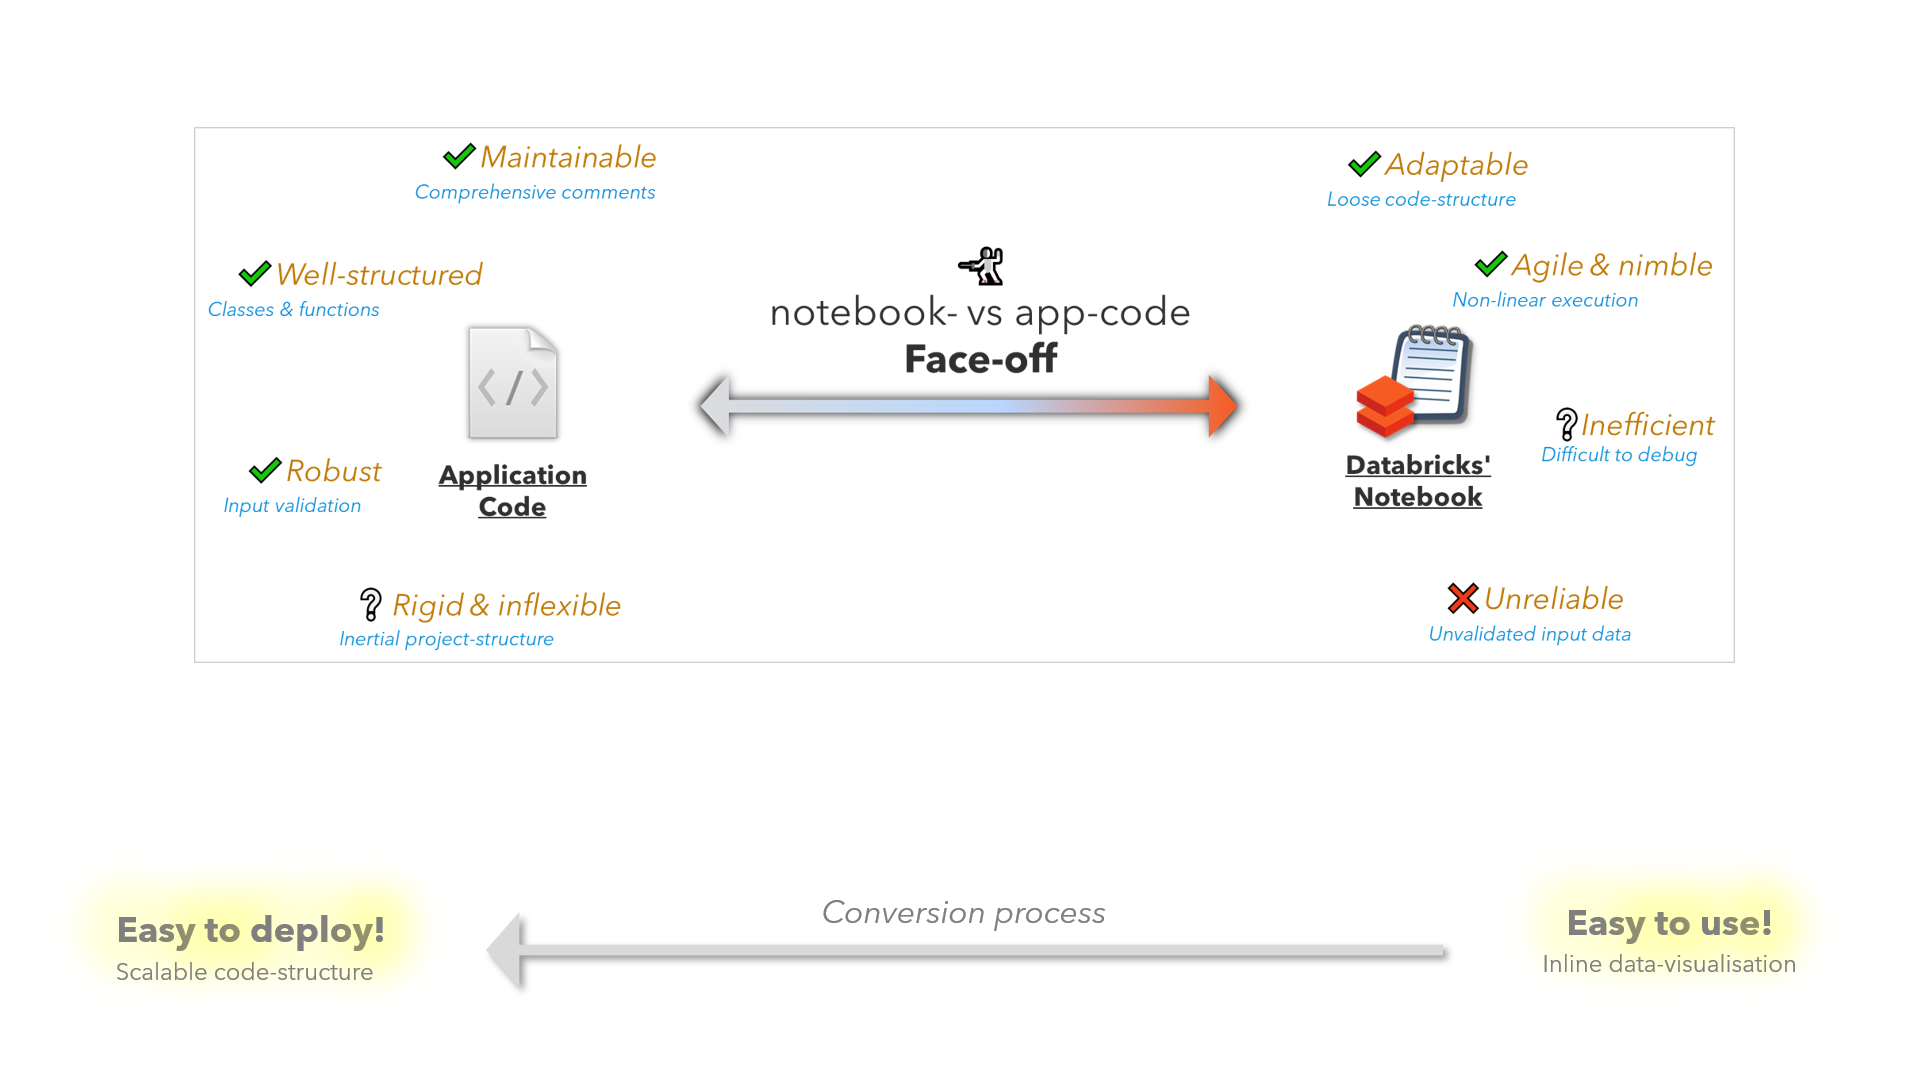 Maintainable
Comprehensive comments
Well-structured
Classes & functions
</>
Application
Code
Robust
Input validation
Rigid & inflexible
Inertial project-structure
notebook- vs app-code
Face-off
Adaptable
Loose code-structure
Agile & nimble
Non-linear execution
Databricks'
Notebook
Inefficient
Difficult to debug
Unreliable
Unvalidated input data
Easy to deploy!
Scalable code-structure
Conversion process
Easy to use!
Inline data-visualisation